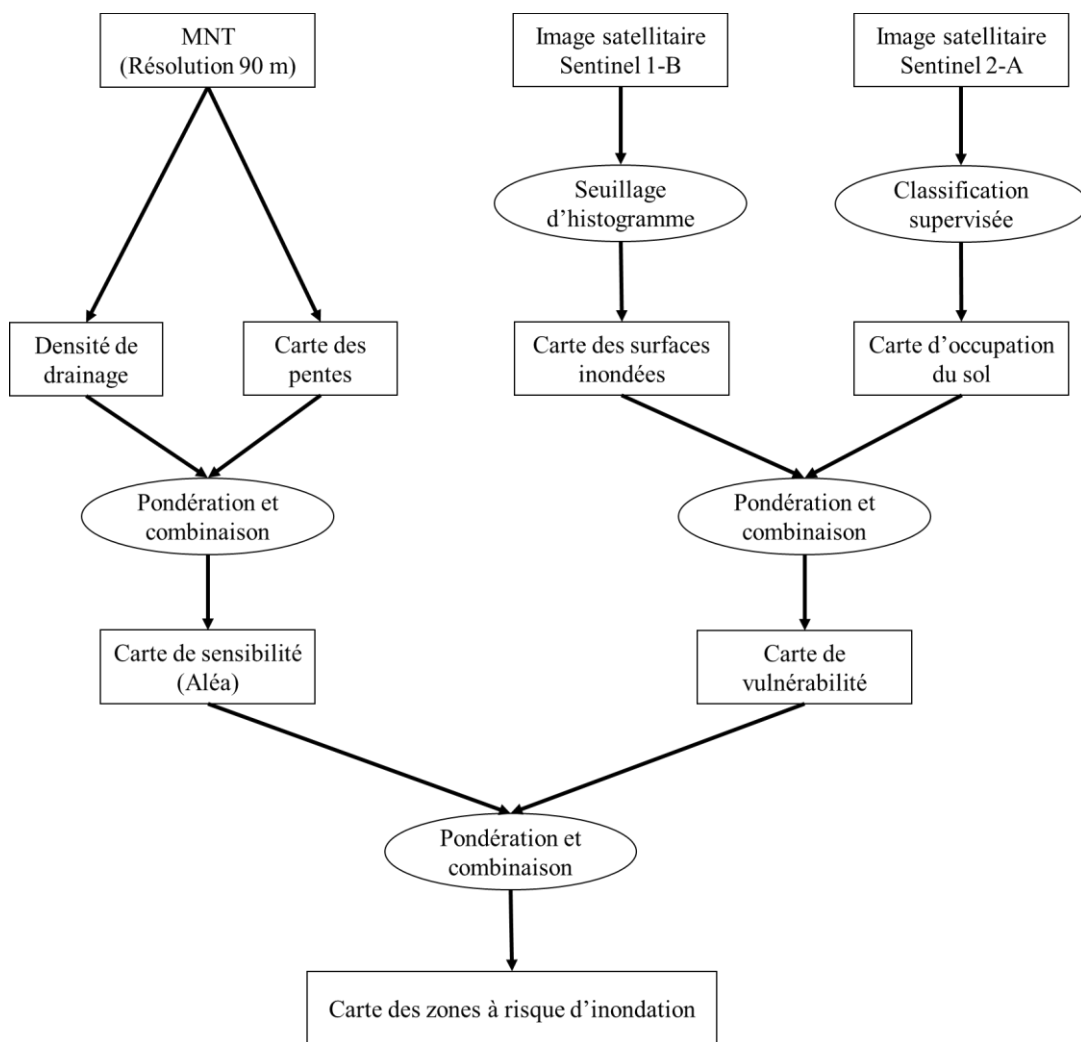 MNT
(Résolution 90 m)
Image satellitaire
Sentinel 1-B
Image satellitaire
Sentinel 2-A
Seuillage
d’histogramme
Classification
supervisée
Densité de
drainage
Carte des
pentes
Carte des surfaces
inondées
Carte d’occupation
du sol
Pondération et
combinaison
Pondération et
combinaison
Carte de sensibilité
(Aléa)
Carte de
vulnérabilité
Pondération et
combinaison
Carte des zones à risque d’inondation